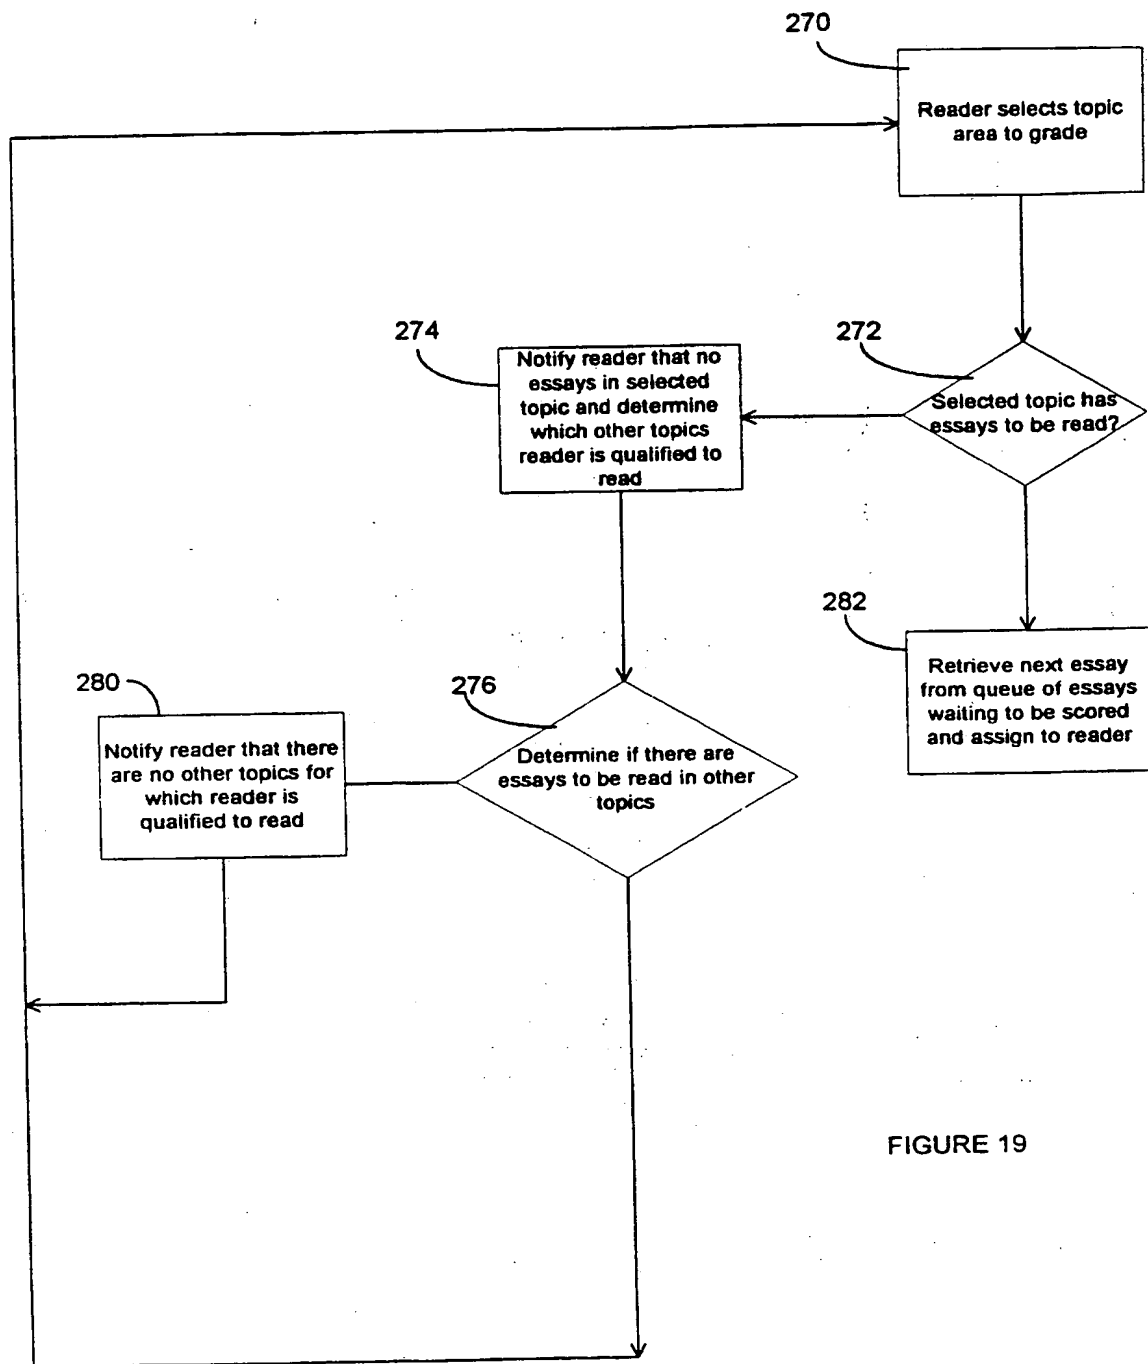 270
Reader selects topic
area to grade
274
Notify reader that no
essays in selected
topic and determine
which other topics
reader is qualified to
read
272
Selected topic has
essays to be read?
282
Retrieve next essay
from queue of essays
waiting to be scored
and assign to reader
280
Notify reader that there
are no other topics for
which reader is
qualified to read
276
Determine if there are
essays to be read in other
topics
FIGURE 19